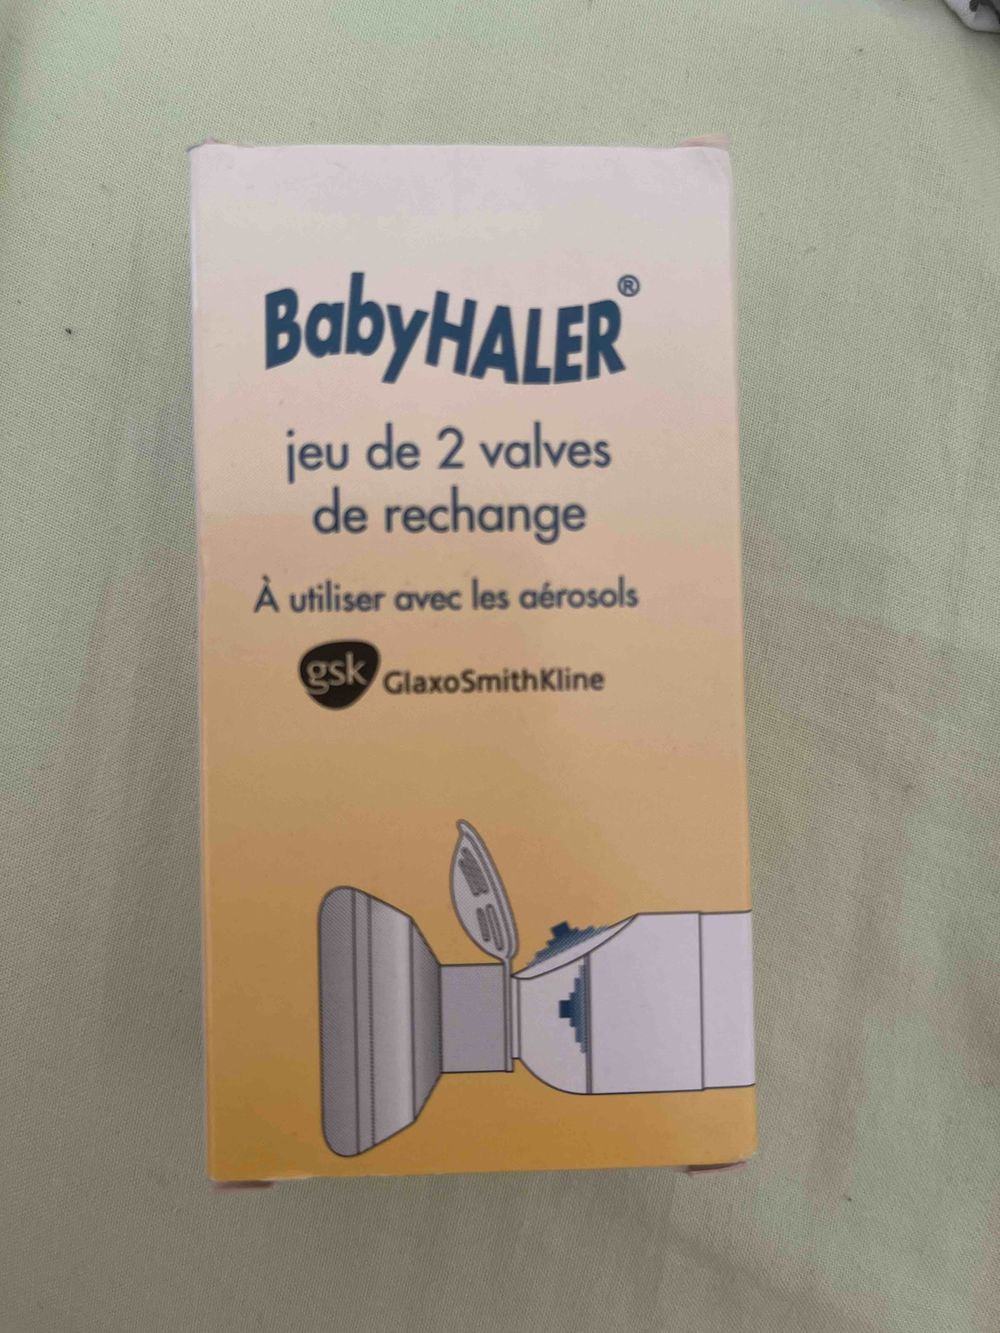 BabyHALER®
jeu de 2 valves
de rechange
À utiliser avec les aérosols
gsk GlaxoSmithKline